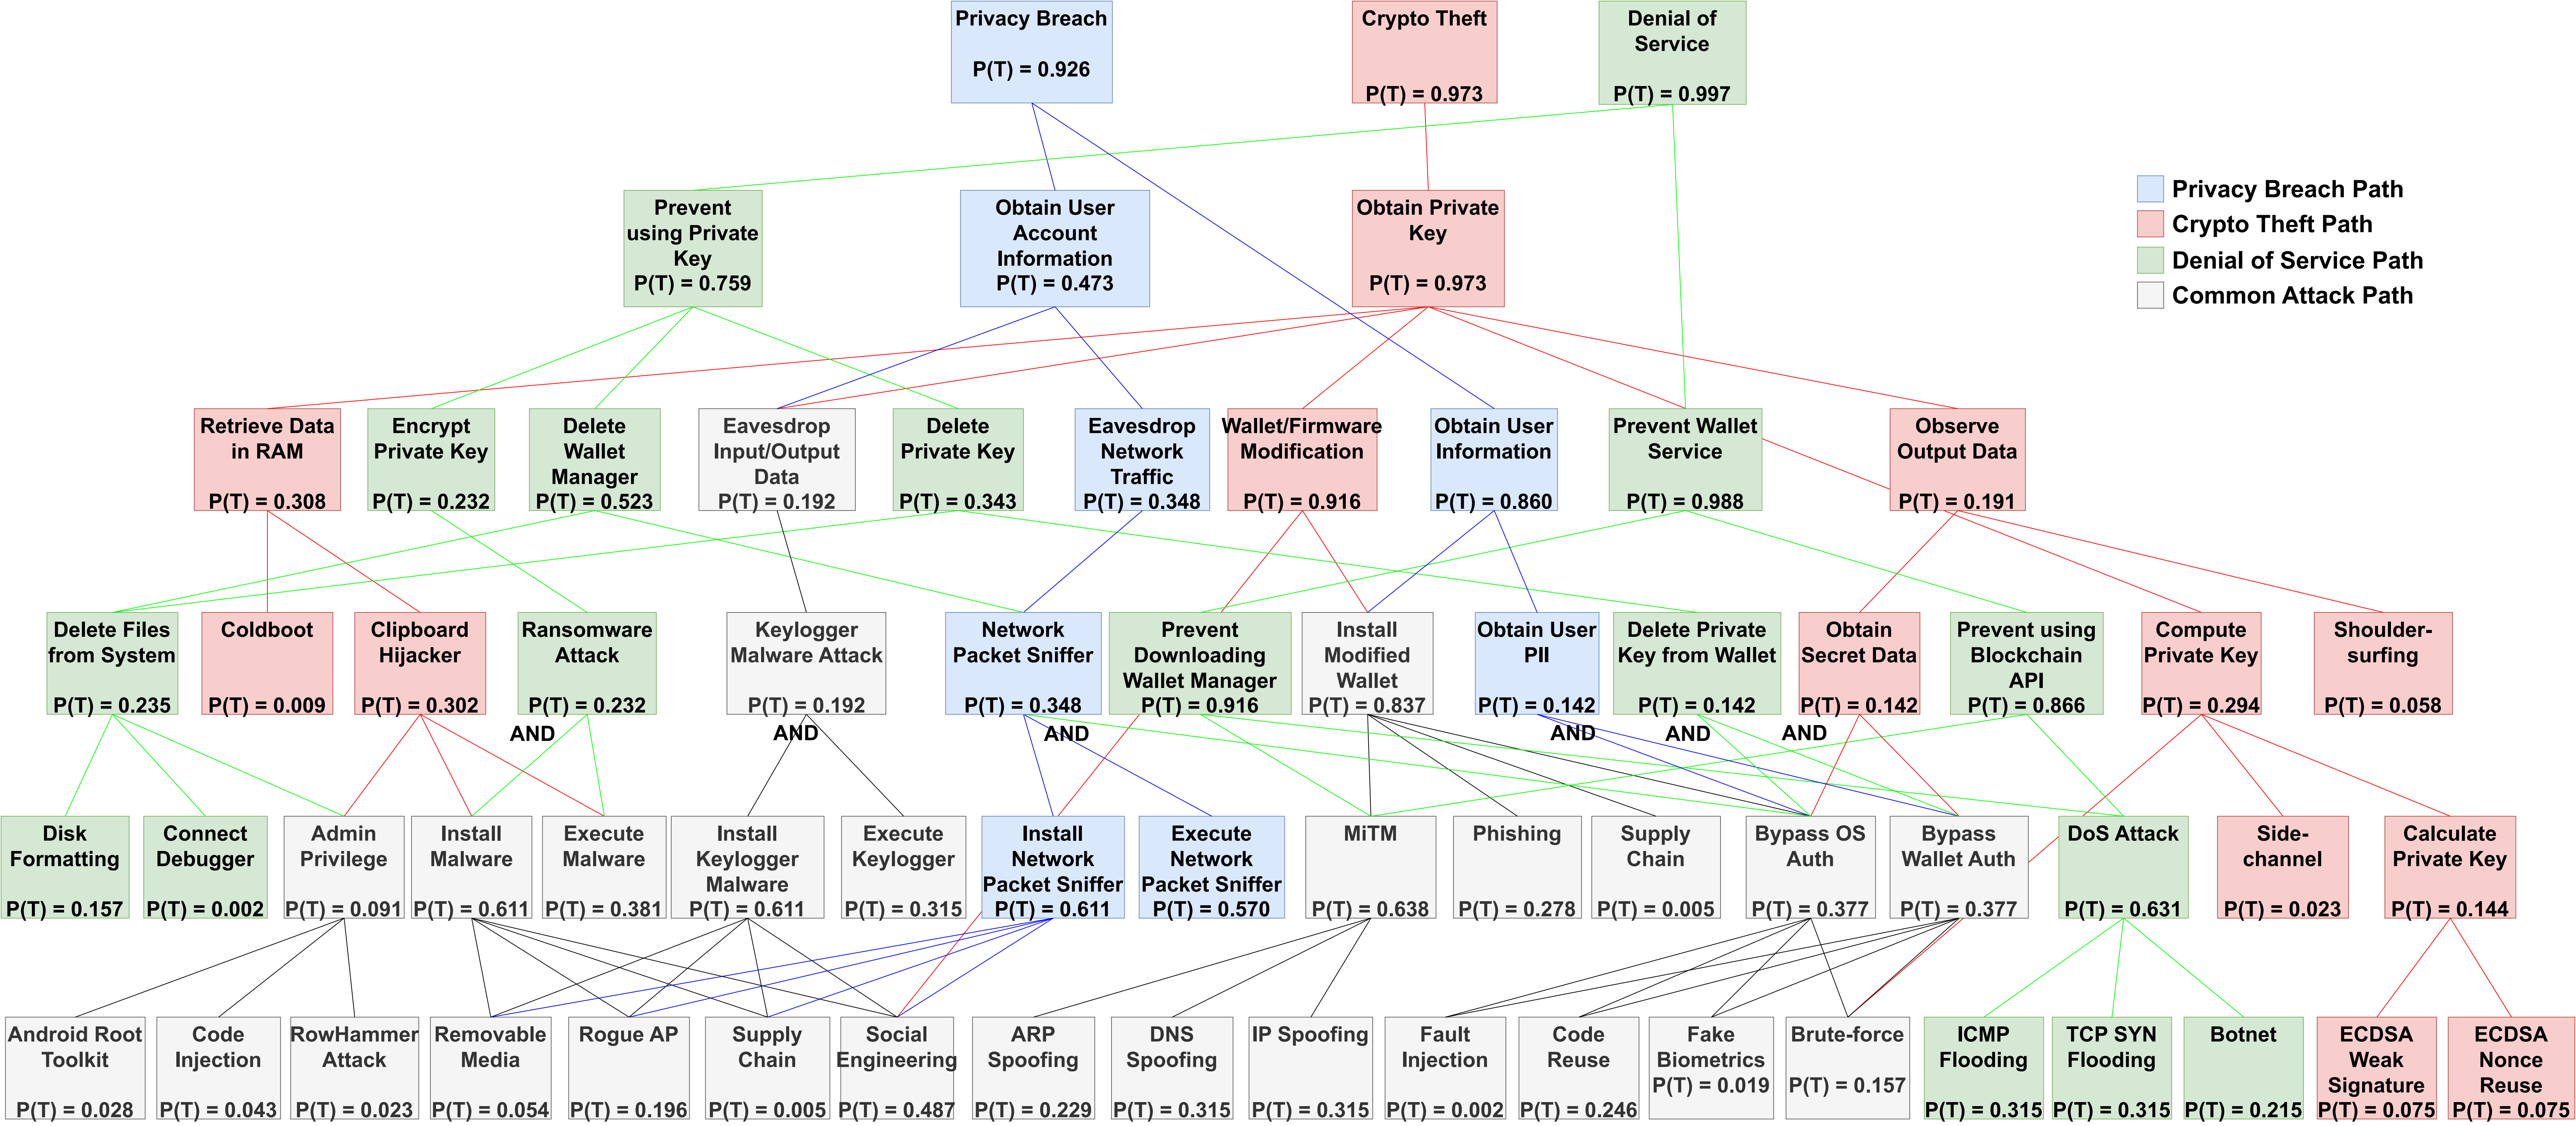 Privacy Breach
P(T) = 0.926
Crypto Theft
P(T) = 0.973
Denial of
Service
P(T) = 0.997
Privacy Breach Path
Crypto Theft Path
Denial of Service Path
Common Attack Path
Prevent
using Private
Key
P(T) = 0.759
Obtain User
Account
Information
P(T) = 0.473
Obtain Private
Key
P(T) = 0.973
Retrieve Data
in RAM
P(T) = 0.308
Encrypt
Private Key
P(T) = 0.232
Delete
Wallet
Manager
P(T) = 0.523
Eavesdrop
Input/Output
Data
P(T) = 0.192
Delete
Private Key
P(T) = 0.343
Eavesdrop
Network
Traffic
P(T) = 0.348
Wallet/Firmware
Modification
P(T) = 0.916
Obtain User
Information
P(T) = 0.860
Prevent Wallet
Service
P(T) = 0.988
Observe
Output Data
P(T) = 0.191
Delete Files
from System
P(T) = 0.235
Coldboot
P(T) = 0.009
Clipboard
Hijacker
P(T) = 0.302
Ransomware
Attack
P(T) = 0.232
Keylogger
Malware Attack
P(T) = 0.192
Network
Packet Sniffer
P(T) = 0.348
Prevent
Downloading
Wallet Manager
P(T) = 0.916
Install
Modified
Wallet
P(T) = 0.837
Obtain User
PII
P(T) = 0.142
Delete Private
Key from Wallet
P(T) = 0.142
Obtain
Secret Data
P(T) = 0.142
Prevent using
Blockchain
API
P(T) = 0.866
Compute
Private Key
P(T) = 0.294
Shoulder-
surfing
P(T) = 0.058
AND
AND
AND
AND
AND
AND
Disk
Formatting
P(T) = 0.157
Connect
Debugger
P(T) = 0.002
Admin
Privilege
P(T) = 0.091
Install
Malware
P(T) = 0.611
Execute
Malware
P(T) = 0.381
Install
Keylogger
Malware
P(T) = 0.611
Execute
Keylogger
P(T) = 0.315
Install
Network
Packet Sniffer
P(T) = 0.611
Execute
Network
Packet Sniffer
P(T) = 0.570
MiTM
P(T) = 0.638
Phishing
P(T) = 0.278
Supply
Chain
P(T) = 0.005
Bypass OS
Auth
P(T) = 0.377
Bypass
Wallet Auth
P(T) = 0.377
DoS Attack
P(T) = 0.631
Side-
channel
P(T) = 0.023
Calculate
Private Key
P(T) = 0.144
Android Root
Toolkit
P(T) = 0.028
Code
Injection
P(T) = 0.043
RowHammer
Attack
P(T) = 0.023
Removable
Media
P(T) = 0.054
Rogue AP
P(T) = 0.196
Supply
Chain
P(T) = 0.005
Social
Engineering
P(T) = 0.487
ARP
Spoofing
P(T) = 0.229
DNS
Spoofing
P(T) = 0.315
IP Spoofing
P(T) = 0.315
Fault
Injection
P(T) = 0.002
Code
Reuse
P(T) = 0.246
Fake
Biometrics
P(T) = 0.019
Brute-force
P(T) = 0.157
ICMP
Flooding
P(T) = 0.315
TCP SYN
Flooding
P(T) = 0.315
Botnet
P(T) = 0.215
ECDSA
Weak
Signature
P(T) = 0.075
ECDSA
Nonce
Reuse
P(T) = 0.075